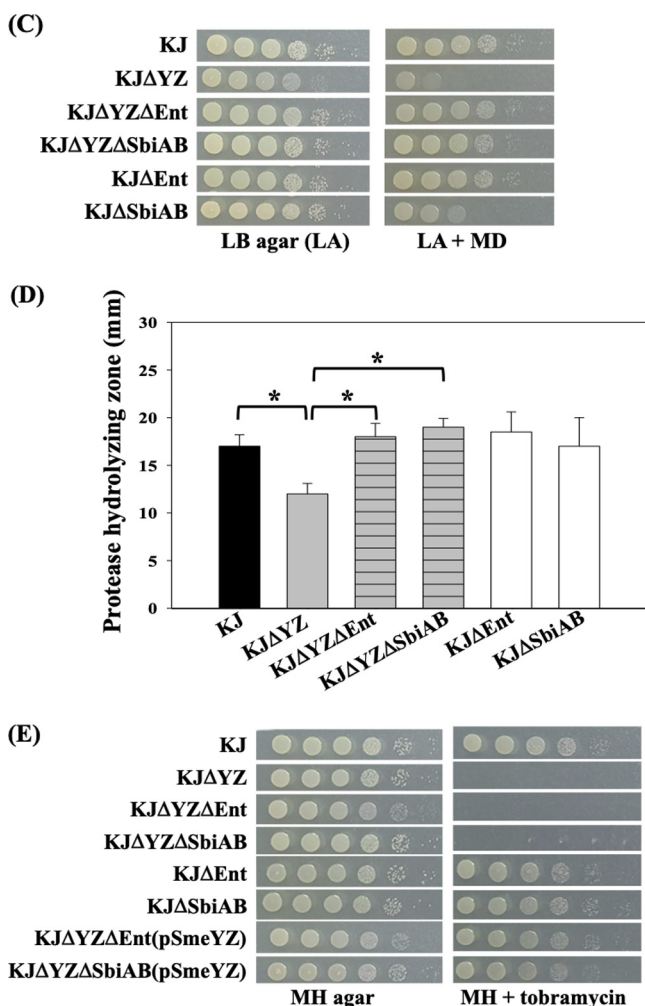 (C)
KJ
KJΔYZ
KJΔYZΔEnt
KJΔYZΔSbiAB
KJΔEnt
KJΔSbiAB
LB agar (LA) LA + MD
(D)
Protease hydrolyzing zone (mm)
30
25
20
15
10
5
0
* * *
KJ KJΔYZ KJΔYZΔEnt KJΔYZΔSbiAB KJΔEnt KJΔSbiAB
(E)
KJ
KJΔYZ
KJΔYZΔEnt
KJΔYZΔSbiAB
KJΔEnt
KJΔSbiAB
KJΔYZΔEnt(pSmeYZ)
KJΔYZΔSbiAB(pSmeYZ)
MH agar MH + tobramycin